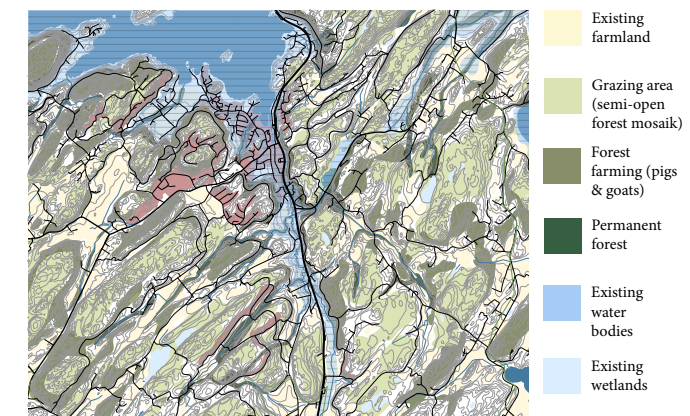 Existing
farmland
Grazing area
(semi-open
forest mosaik)
Forest
farming (pigs
& goats)
Permanent
forest
Existing
water
bodies
Existing
wetlands